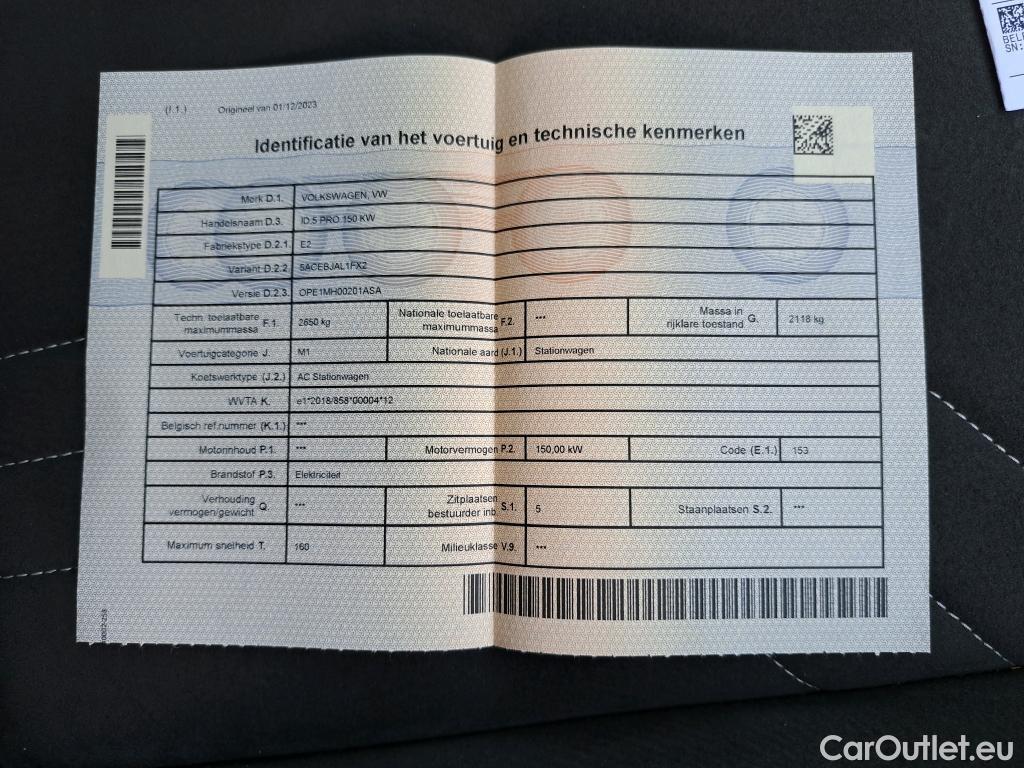 BELE
SN:
(I.1.) Origineel van 01/12/2023
Identificatie van het voertuig en technische kenmerken
Merk D.1. VOLKSWAGEN, VW
Handelsnaam D.3. ID.5 PRO 150 KW
Fabriekstype D.2.1. E2
Variant D.2.2. 5ACEBJAL1FX2
Versie D.2.3. OPE1MH00201ASA
Techn. toelaatbare maximummassa F.1. 2650 kg Nationale toelaatbare maximummassa F.2. *** Massa in rijklare toestand G. 2118 kg
Voertuigcategorie J. M1 Nationale aard (J.1.) Stationwagen
Koetswerktype (J.2.) AC Stationwagen
WVTA K. e1*2018/858*00004*12
Belgisch ref.nummer (K.1.) ***
Motorinhoud P.1. *** Motorvermogen P.2. 150,00 kW Code (E.1.) 153
Brandstof P.3. Elektriciteit
Verhouding vermogen/gewicht Q. *** Zitplaatsen bestuurder inb. S.1. 5 Staanplaatsen S.2. ***
Maximum snelheid T. 160 Milieuklasse V.9. ***
CarOutlet.eu